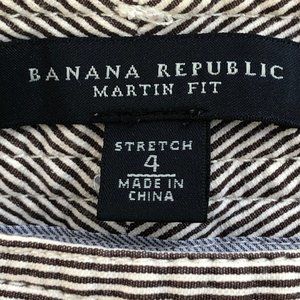 BANANA REPUBLIC
MARTIN FIT
STRETCH
4
MADE IN
CHINA